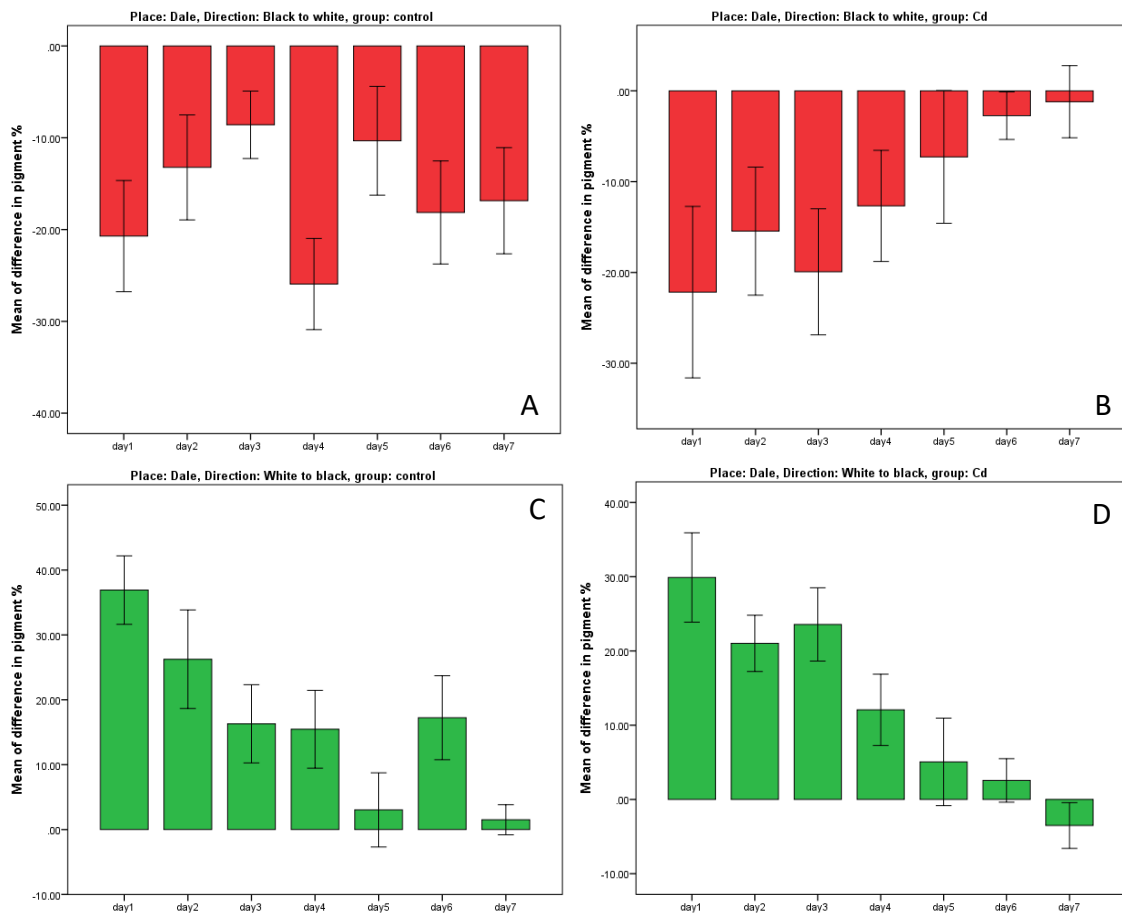 Place: Dale, Direction: Black to white, group: control
Mean of difference in pigment %
.00
-10.00
-20.00
-30.00
-40.00
A
day1 day2 day3 day4 day5 day6 day7
Place: Dale, Direction: Black to white, group: Cd
Mean of difference in pigment %
.00
-10.00
-20.00
-30.00
B
day1 day2 day3 day4 day5 day6 day7
Place: Dale, Direction: White to black, group: control
Mean of difference in pigment %
50.00
40.00
30.00
20.00
10.00
.00
-10.00
C
day1 day2 day3 day4 day5 day6 day7
Place: Dale, Direction: White to black, group: Cd
Mean of difference in pigment %
40.00
30.00
20.00
10.00
.00
-10.00
D
day1 day2 day3 day4 day5 day6 day7